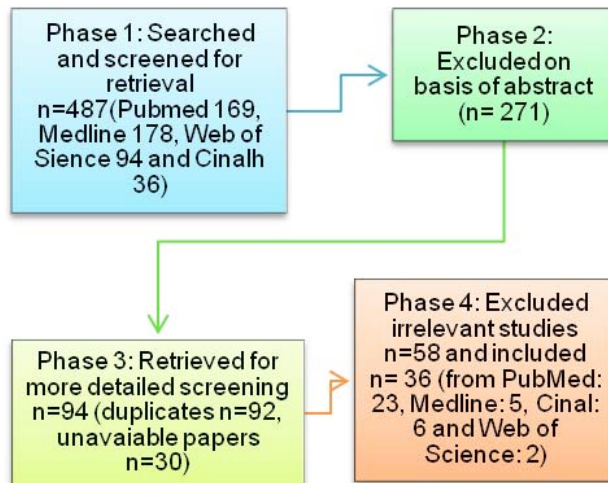 Phase 1: Searched
and screened for
retrieval
n=487(Pubmed 169,
Medline 178, Web of
Sience 94 and Cinalh
36)
Phase 2:
Excluded on
basis of abstract
(n= 271)
Phase 3: Retrieved for
more detailed screening
n=94 (duplicates n=92,
unavaiable papers
n=30)
Phase 4: Excluded
irrelevant studies
n=58 and included
n= 36 (from PubMed:
23, Medline: 5, Cinal:
6 and Web of
Science: 2)